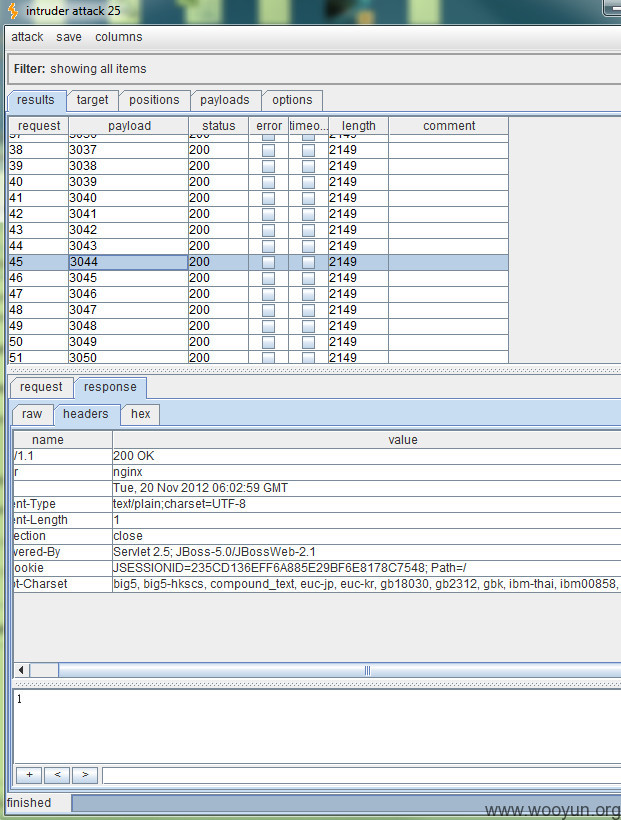 intruder attack 25
attack save columns
Filter: showing all items
results target positions payloads options
request payload status error timeo... length comment
38 3037 200 2149
39 3038 200 2149
40 3039 200 2149
41 3040 200 2149
42 3041 200 2149
43 3042 200 2149
44 3043 200 2149
45 3044 200 2149
46 3045 200 2149
47 3046 200 2149
48 3047 200 2149
49 3048 200 2149
50 3049 200 2149
51 3050 200 2149
request response
raw headers hex
name value
/1.1 200 OK
r nginx
Tue, 20 Nov 2012 06:02:59 GMT
ent-Type text/plain;charset=UTF-8
ent-Length 1
ection close
wered-By Servlet 2.5; JBoss-5.0/JBossWeb-2.1
ookie JSESSIONID=235CD136EFF6A885E29BF6E8178C7548; Path=/
ot-Charset big5, big5-hkscs, compound_text, euc-jp, euc-kr, gb18030, gb2312, gbk, ibm-thai, ibm00858,
1
+ < >
finished
www.wooyun.org